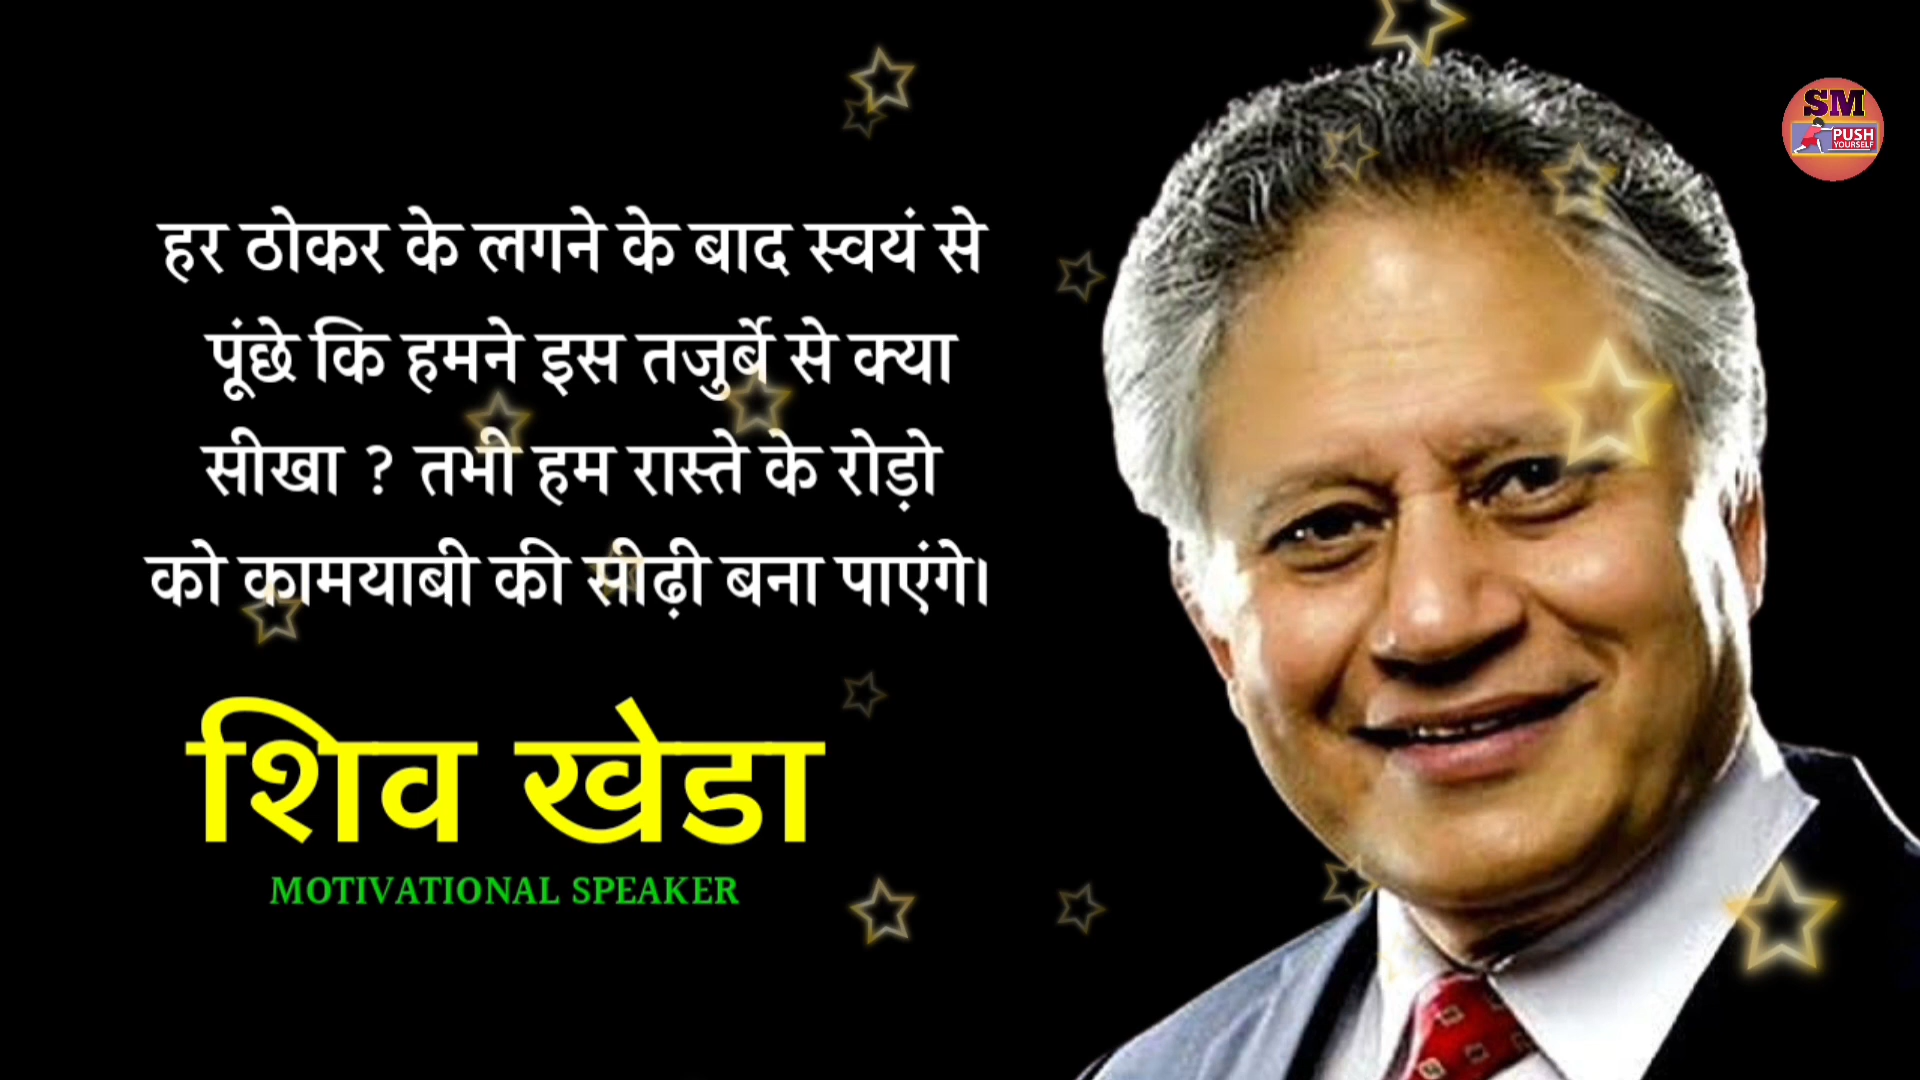 SM
PUSH
YOURSELF
हर ठोकर के लगने के बाद स्वयं से
पूंछे कि हमने इस तजुर्बे से क्या
सीखा ? तभी हम रास्ते के रोड़ो
को कामयाबी की सीढ़ी बना पाएंगे।
शिव खेडा
MOTIVATIONAL SPEAKER